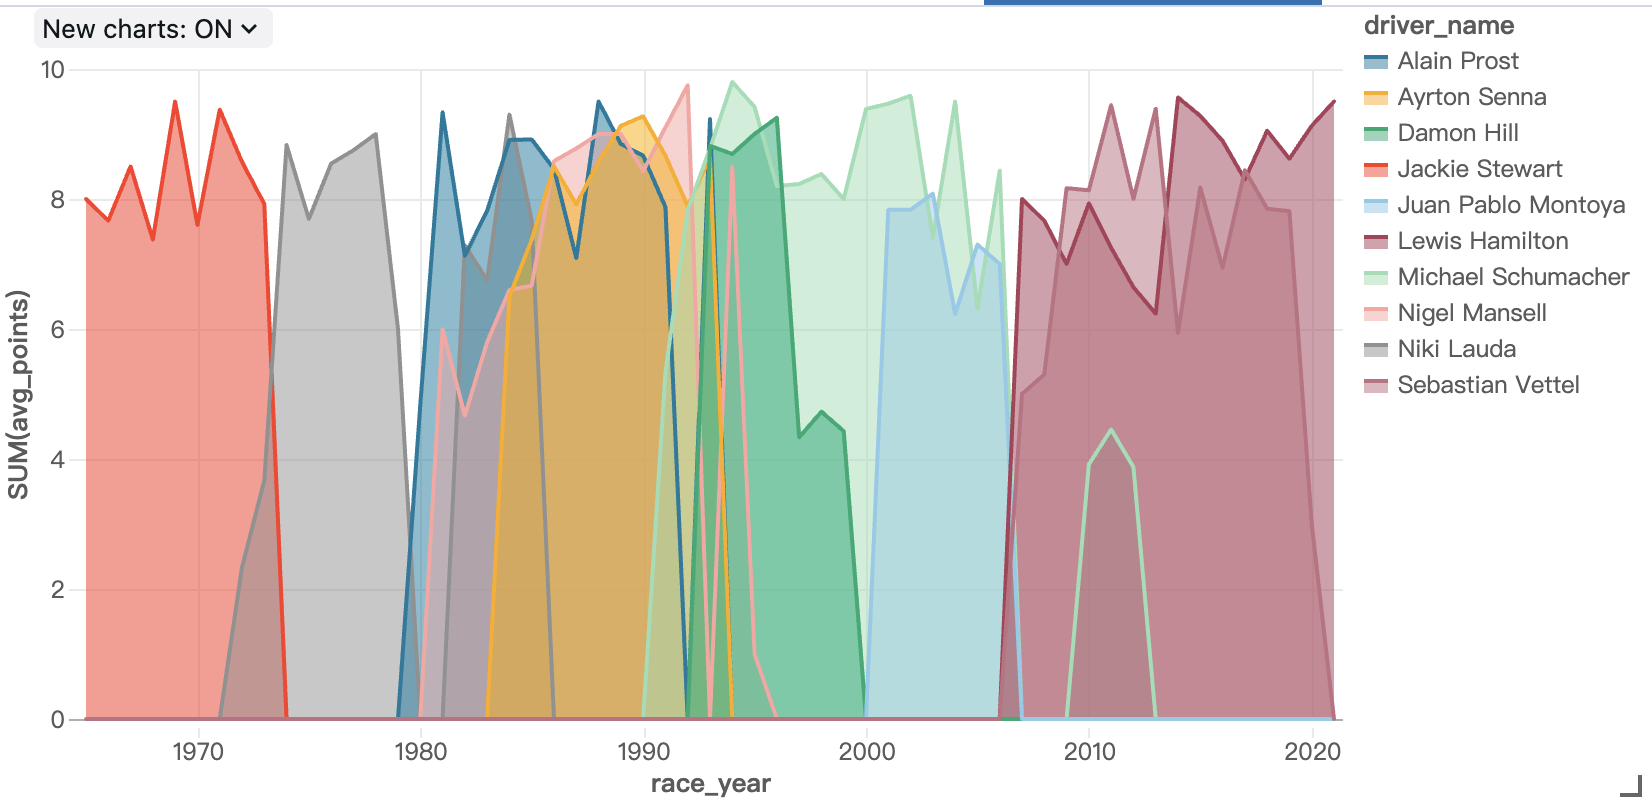 New charts: ON
driver_name
Alain Prost
Ayrton Senna
Damon Hill
Jackie Stewart
Juan Pablo Montoya
Lewis Hamilton
Michael Schumacher
Nigel Mansell
Niki Lauda
Sebastian Vettel
SUM(avg_points)
10
8
6
4
2
0
1970 1980 1990 2000 2010 2020
race_year